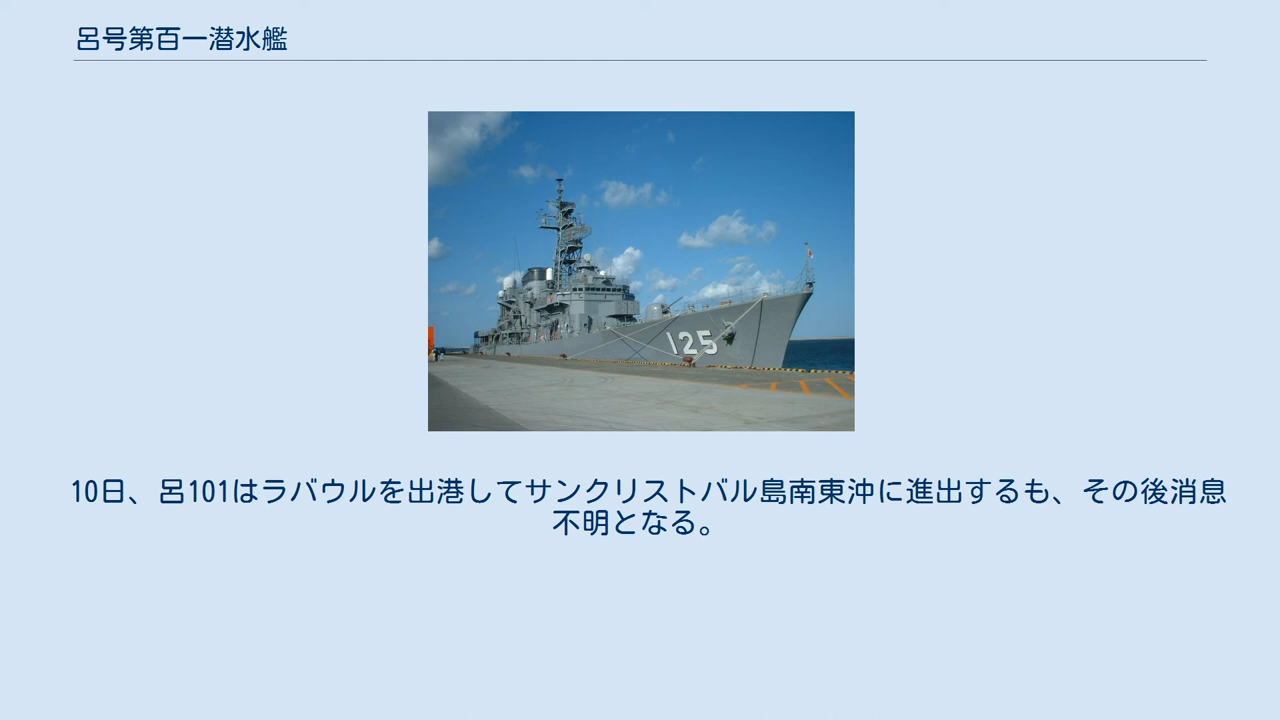 呂号第百一潜水艦
125
10日、呂101はラバウルを出港してサンクリストバル島南東沖に進出するも、その後消息
不明となる。